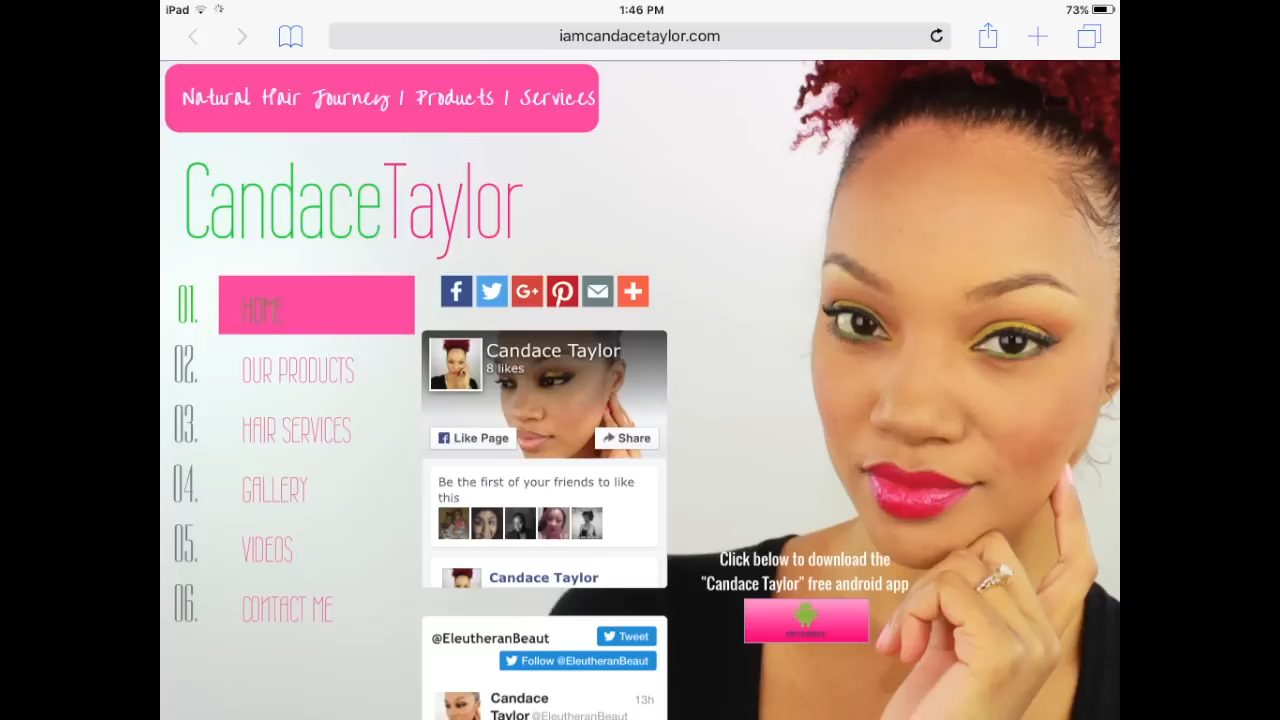 iPad 1:46 PM 73%
iamcandacetaylor.com
Natural Hair Journey | Products | Services
CandaceTaylor
01. HOME
02. OUR PRODUCTS
03. HAIR SERVICES
04. GALLERY
05. VIDEOS
06. CONTACT ME
f G+
Candace Taylor
8 likes
Like Page Share
Be the first of your friends to like
this
Candace Taylor
@EleutheranBeaut Tweet
Follow @EleutheranBeaut
Candace 13h
Taylor @EleutheranBeaut
Click below to download the
"Candace Taylor" free android app